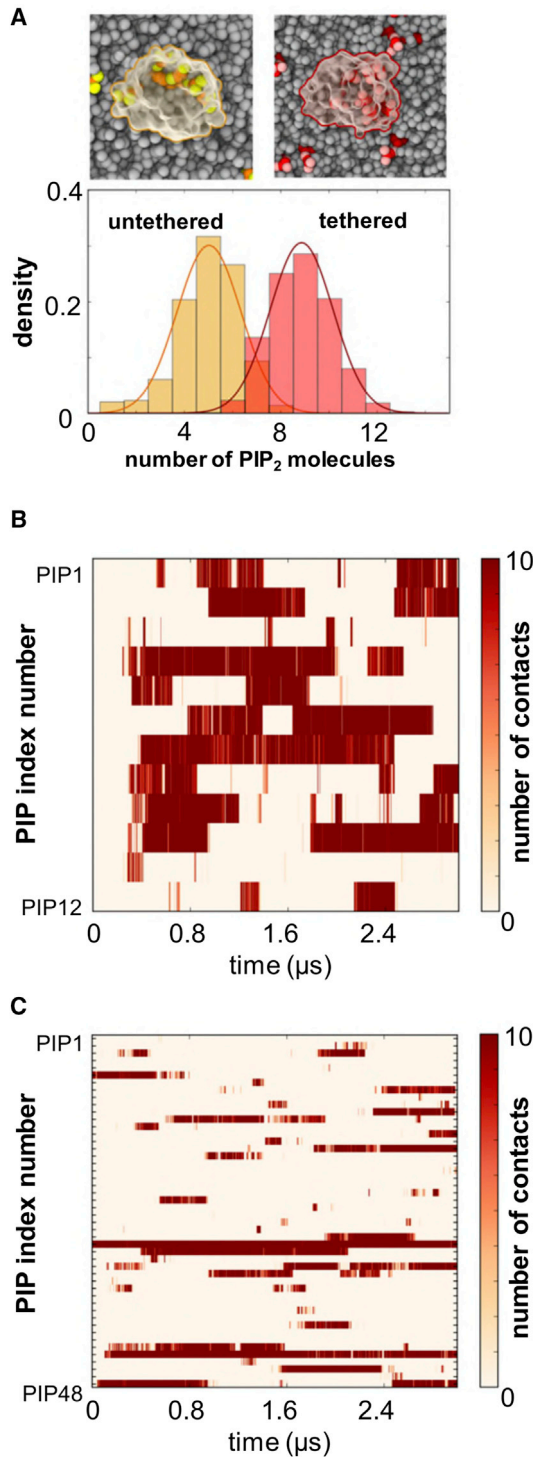 A
0.4
untethered tethered
density
0.2
0
0 4 8 12
number of PIP2 molecules
B
PIP1
PIP index number
PIP12
0 0.8 1.6 2.4
time (µs)
10
number of contacts
0
C
PIP1
PIP index number
PIP48
0 0.8 1.6 2.4
time (µs)
10
number of contacts
0